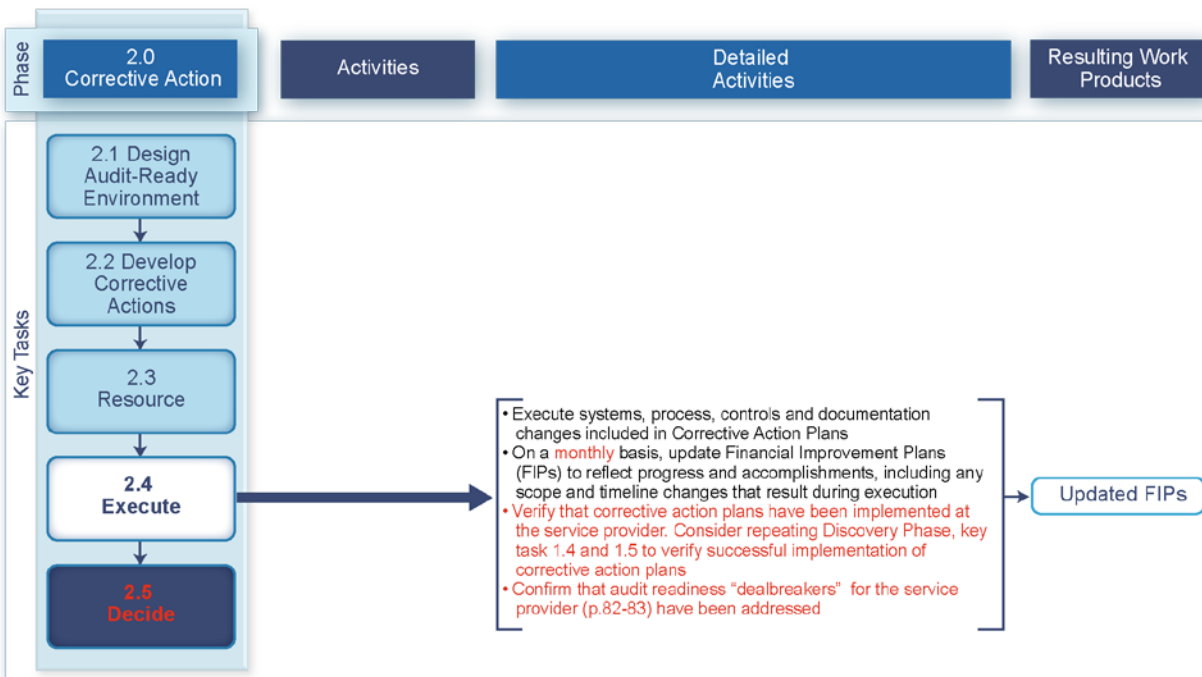 Phase
2.0
Corrective Action
Activities
Detailed
Activities
Resulting Work
Products
Key Tasks
2.1 Design
Audit-Ready
Environment
2.2 Develop
Corrective
Actions
2.3
Resource
2.4
Execute
2.5
Decide
• Execute systems, process, controls and documentation
changes included in Corrective Action Plans
• On a monthly basis, update Financial Improvement Plans
(FIPs) to reflect progress and accomplishments, including any
scope and timeline changes that result during execution
• Verify that corrective action plans have been implemented at
the service provider. Consider repeating Discovery Phase, key
task 1.4 and 1.5 to verify successful implementation of
corrective action plans
• Confirm that audit readiness “dealbreakers” for the service
provider (p.82-83) have been addressed
Updated FIPs